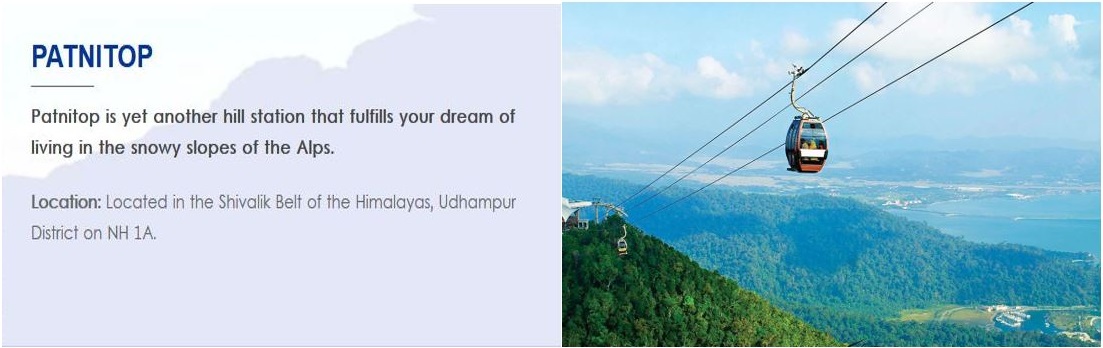 PATNITOP
Patnitop is yet another hill station that fulfills your dream of
living in the snowy slopes of the Alps.
Location: Located in the Shivalik Belt of the Himalayas, Udhampur
District on NH 1A.